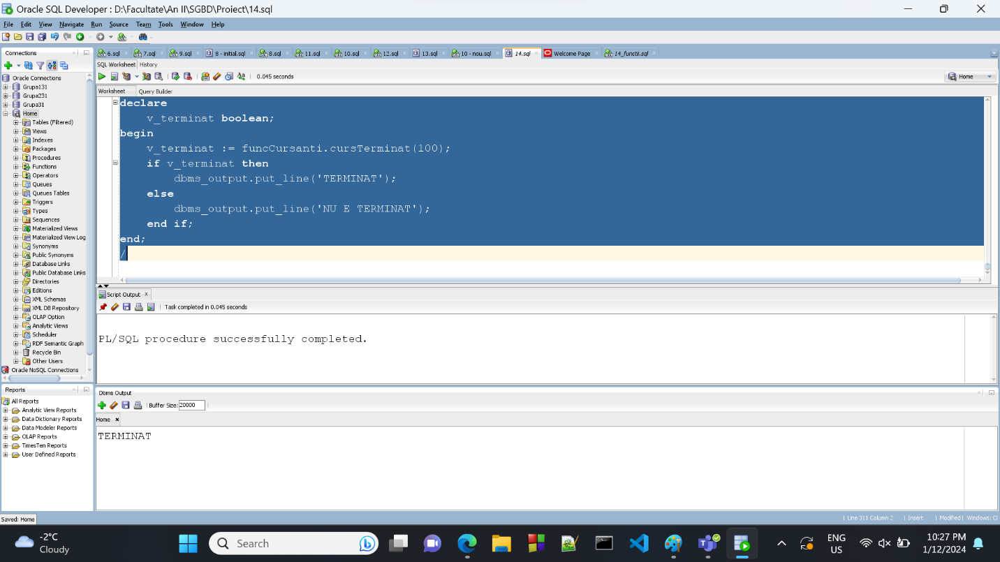 Oracle SQL Developer : D:\Facultate\An II\SGBD\Proiect\14.sql
File Edit View Navigate Run Source Team Tools Window Help
Connections
Oracle Connections
Grupa131
Grupa231
Grupa31
Home
Tables (Filtered)
Views
Indexes
Packages
Procedures
Functions
Operators
Queues
Queues Tables
Triggers
Types
Sequences
Materialized Views
Materialized View Log
Synonyms
Public Synonyms
Database Links
Public Database Links
Directories
Editions
XML Schemas
XML DB Repository
OLAP Option
Analytic Views
Scheduler
RDF Semantic Graph
Recycle Bin
Other Users
Oracle NoSQL Connections
Reports
All Reports
Analytic View Reports
Data Dictionary Reports
Data Modeler Reports
OLAP Reports
TimesTen Reports
User Defined Reports
6.sql 7.sql 9.sql 8 - initial.sql 8.sql 11.sql 10.sql 12.sql 13.sql 10 - nou.sql 14.sql Welcome Page 14_functii.sql
SQL Worksheet History
0.045 seconds
Home
Worksheet Query Builder
declare
v_terminat boolean;
begin
v_terminat := funcCursanti.cursTerminat(100);
if v_terminat then
dbms_output.put_line('TERMINAT');
else
dbms_output.put_line('NU E TERMINAT');
end if;
end;
/
Script Output
Task completed in 0.045 seconds
PL/SQL procedure successfully completed.
Dbms Output
Buffer Size: 20000
Home
TERMINAT
Saved: Home
Line 311 Column 2 | Insert | Modified | Windows: Cl
-2°C
Cloudy
Search
ENG
US
10:27 PM
1/12/2024